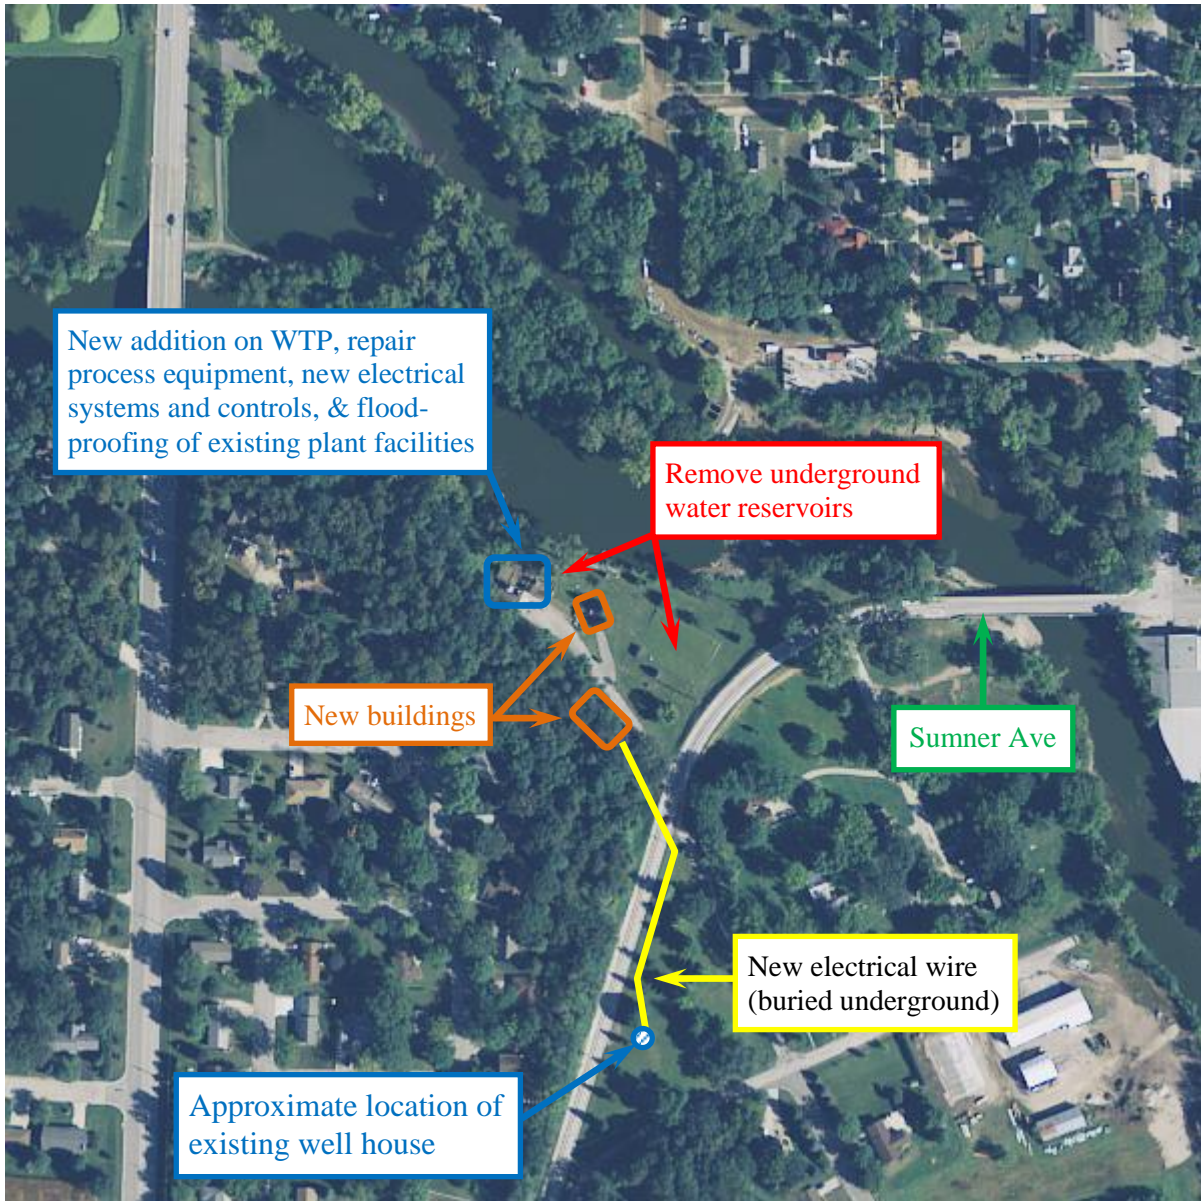 New addition on WTP, repair
process equipment, new electrical
systems and controls, & flood-
proofing of existing plant facilities
Remove underground
water reservoirs
New buildings
Sumner Ave
New electrical wire
(buried underground)
Approximate location of
existing well house